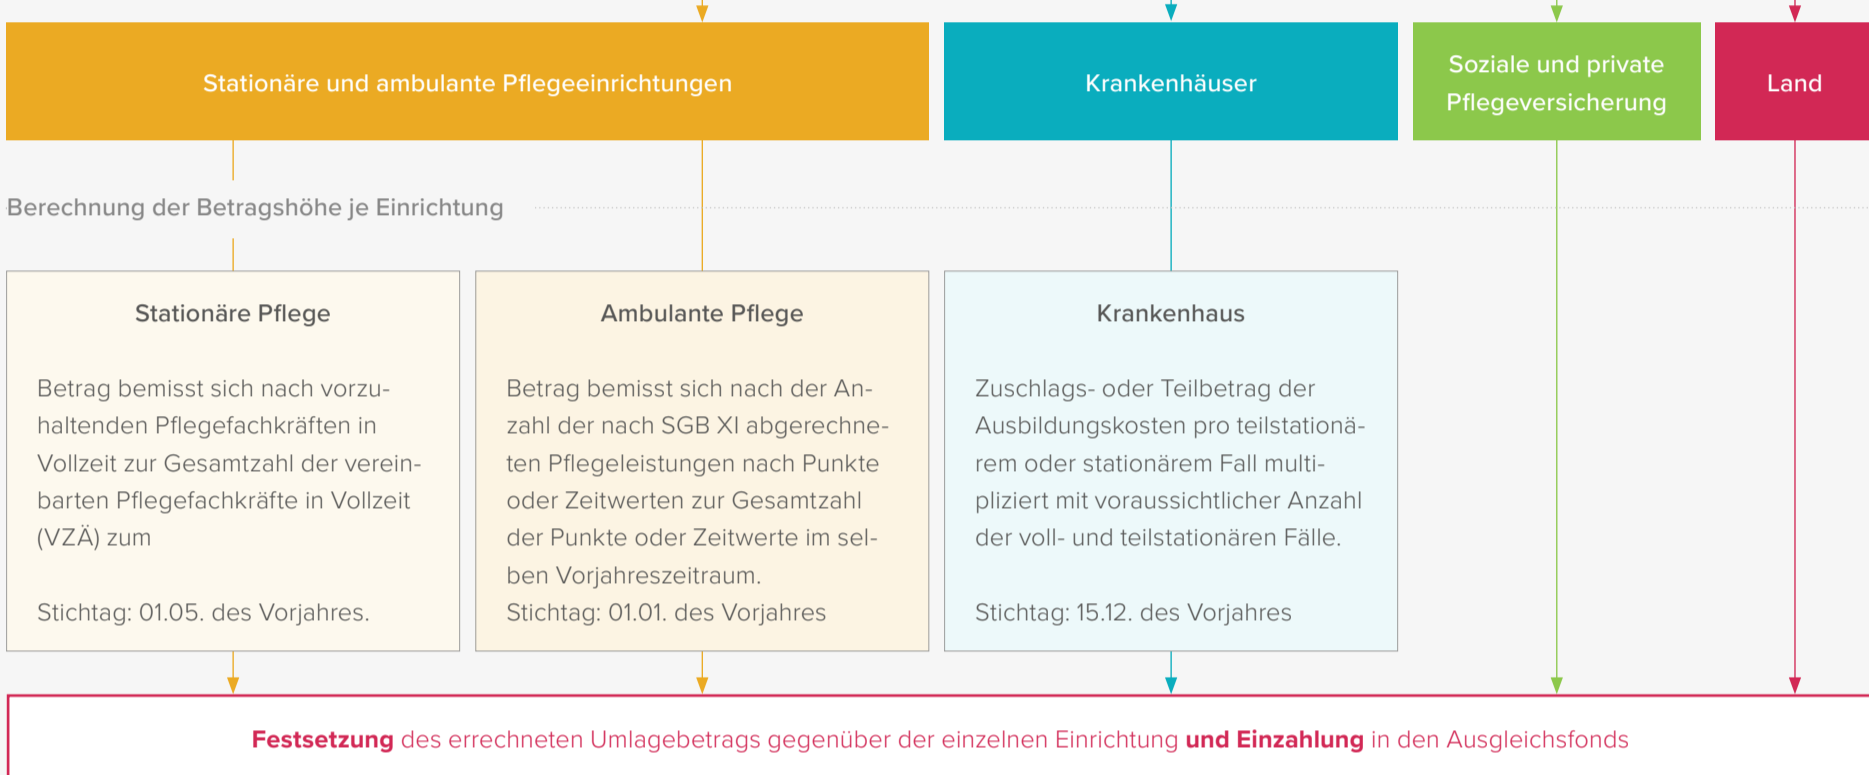 Stationäre und ambulante Pflegeeinrichtungen
Krankenhäuser
Soziale und private
Pflegeversicherung
Land
Berechnung der Betragshöhe je Einrichtung
Stationäre Pflege
Betrag bemisst sich nach vorzu-
haltenden Pflegefachkräften in
Vollzeit zur Gesamtzahl der verein-
barten Pflegefachkräfte in Vollzeit
(VZÄ) zum
Stichtag: 01.05. des Vorjahres.
Ambulante Pflege
Betrag bemisst sich nach der An-
zahl der nach SGB XI abgerechne-
ten Pflegeleistungen nach Punkte
oder Zeitwerten zur Gesamtzahl
der Punkte oder Zeitwerte im sel-
ben Vorjahreszeitraum.
Stichtag: 01.01. des Vorjahres
Krankenhaus
Zuschlags- oder Teilbetrag der
Ausbildungskosten pro teilstationä-
rem oder stationärem Fall multi-
pliziert mit voraussichtlicher Anzahl
der voll- und teilstationären Fälle.
Stichtag: 15.12. des Vorjahres
Festsetzung des errechneten Umlagebetrags gegenüber der einzelnen Einrichtung und Einzahlung in den Ausgleichsfonds